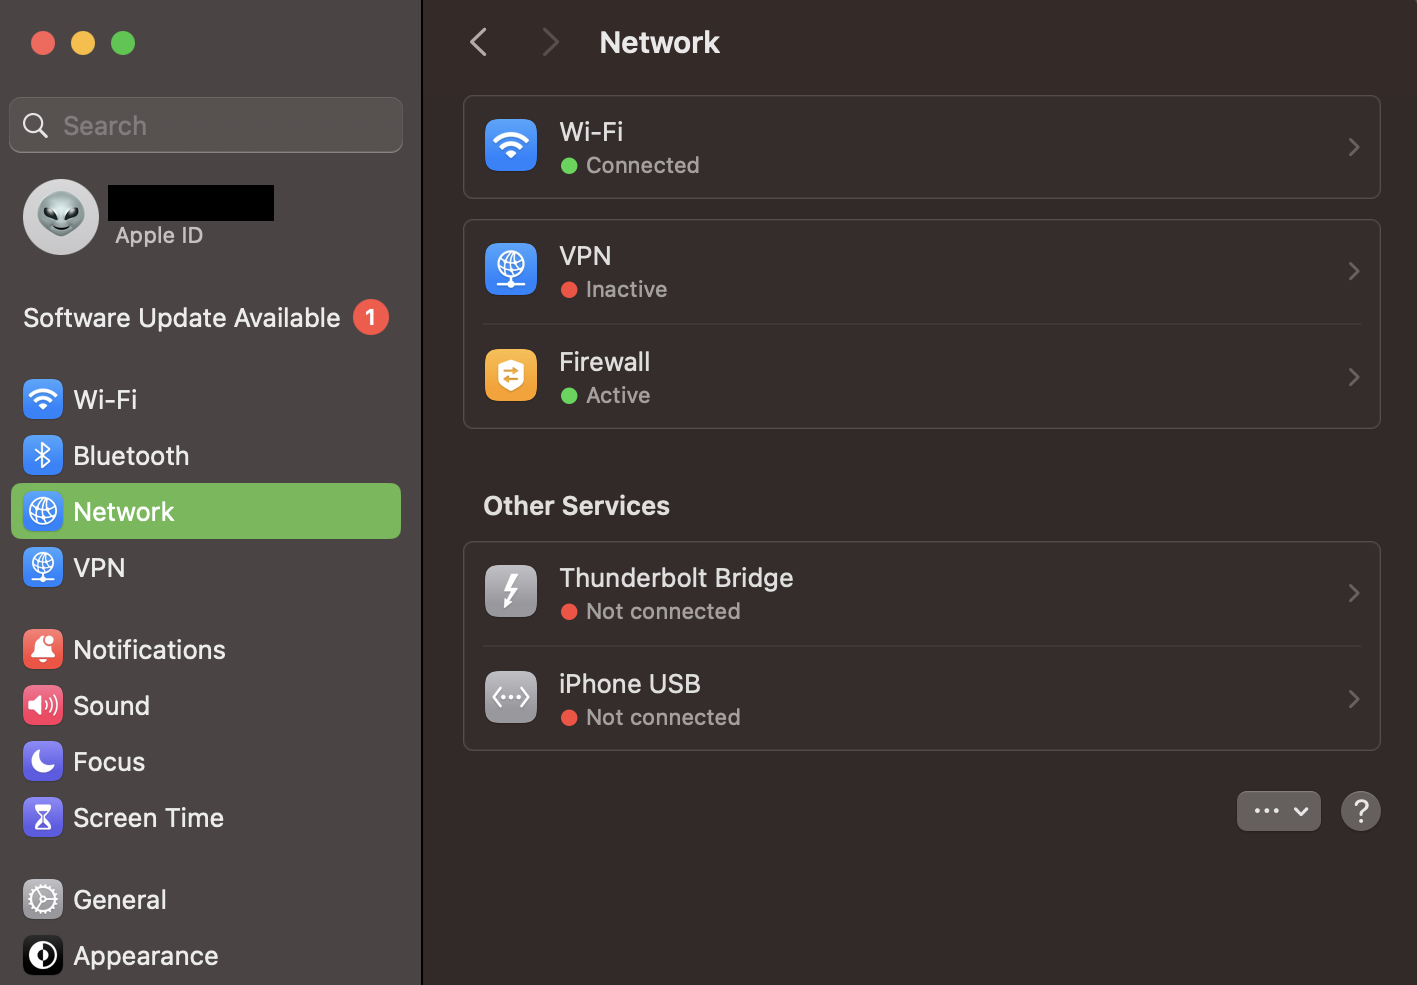 Search
Apple ID
Software Update Available 1
Wi-Fi
Bluetooth
Network
VPN
Notifications
Sound
Focus
Screen Time
General
Appearance
Network
Wi-Fi
Connected
VPN
Inactive
Firewall
Active
Other Services
Thunderbolt Bridge
Not connected
iPhone USB
Not connected
?